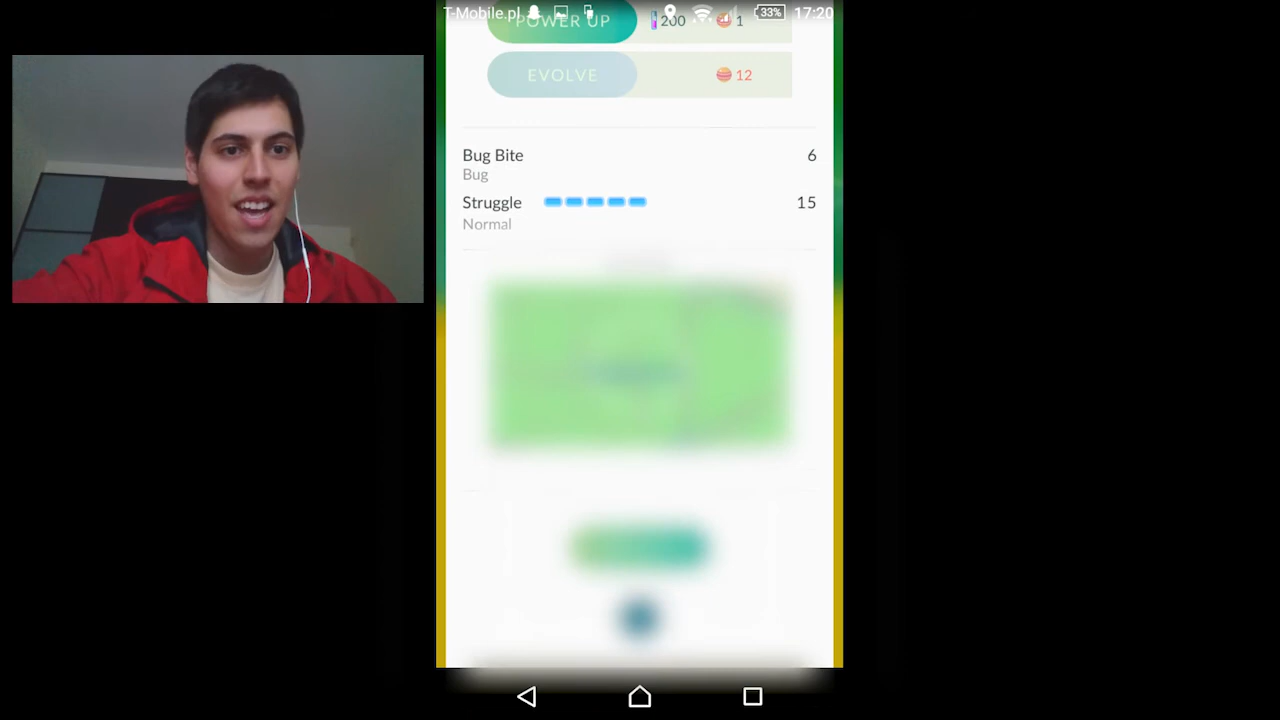 T-Mobile.pl 33% 17:20
POWER UP 200 1
EVOLVE 12
Bug Bite 6
Bug
Struggle 15
Normal